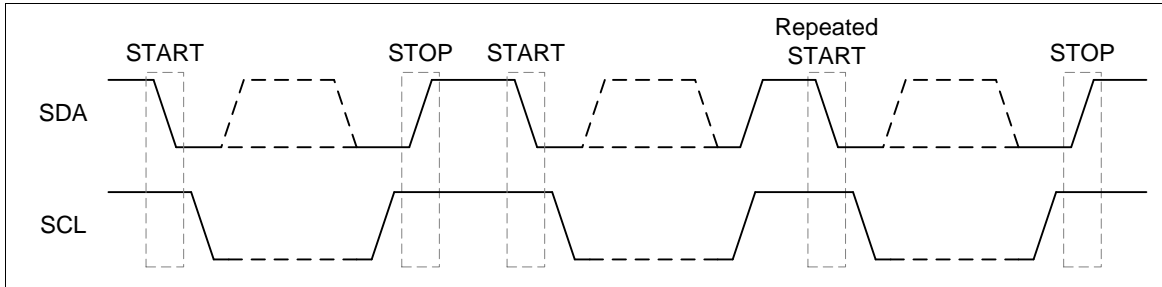 START
STOP
START
Repeated
START
STOP
SDA
SCL